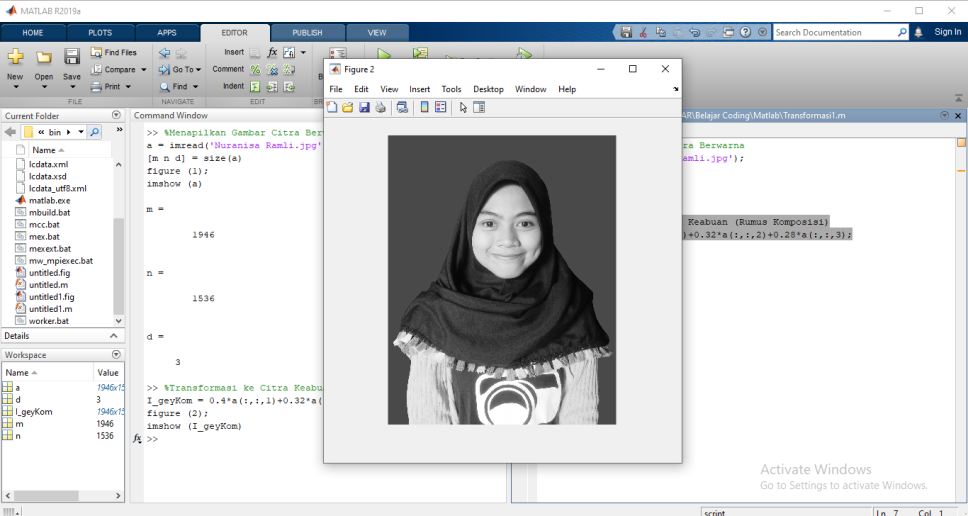 MATLAB R2019a
HOME PLOTS APPS EDITOR PUBLISH VIEW
Search Documentation
Sign In
New Open Save
Find Files
Compare
Print
Go To
Find
Insert
Comment
Indent
FILE NAVIGATE EDIT
Current Folder
« bin
Name
lcdata.xml
lcdata.xsd
lcdata_utf8.xml
matlab.exe
mbuild.bat
mcc.bat
mex.bat
mexext.bat
mw_mpiexec.bat
untitled.fig
untitled.m
untitled1.fig
untitled1.m
worker.bat
Details
Workspace
Name Value
a 1946x15
d 3
I_geyKom 1946x15
m 1946
n 1536
Command Window
>> %Menapilkan Gambar Citra Ber
a = imread('Nuranisa Ramli.jpg'
[m n d] = size(a)
figure (1);
imshow (a)
m =
1946
n =
1536
d =
3
>> %Transformasi ke Citra Keabu
I_geyKom = 0.4*a(:,:,1)+0.32*a(
figure (2);
imshow (I_geyKom)
fx >>
Figure 2
File Edit View Insert Tools Desktop Window Help
AR\Belajar Coding\Matlab\Transformasi1.m
ra Berwarna
amli.jpg');
Keabuan (Rumus Komposisi)
)+0.32*a(:,:,2)+0.28*a(:,:,3);
Activate Windows
Go to Settings to activate Windows.
script
Ln 7 Col 1